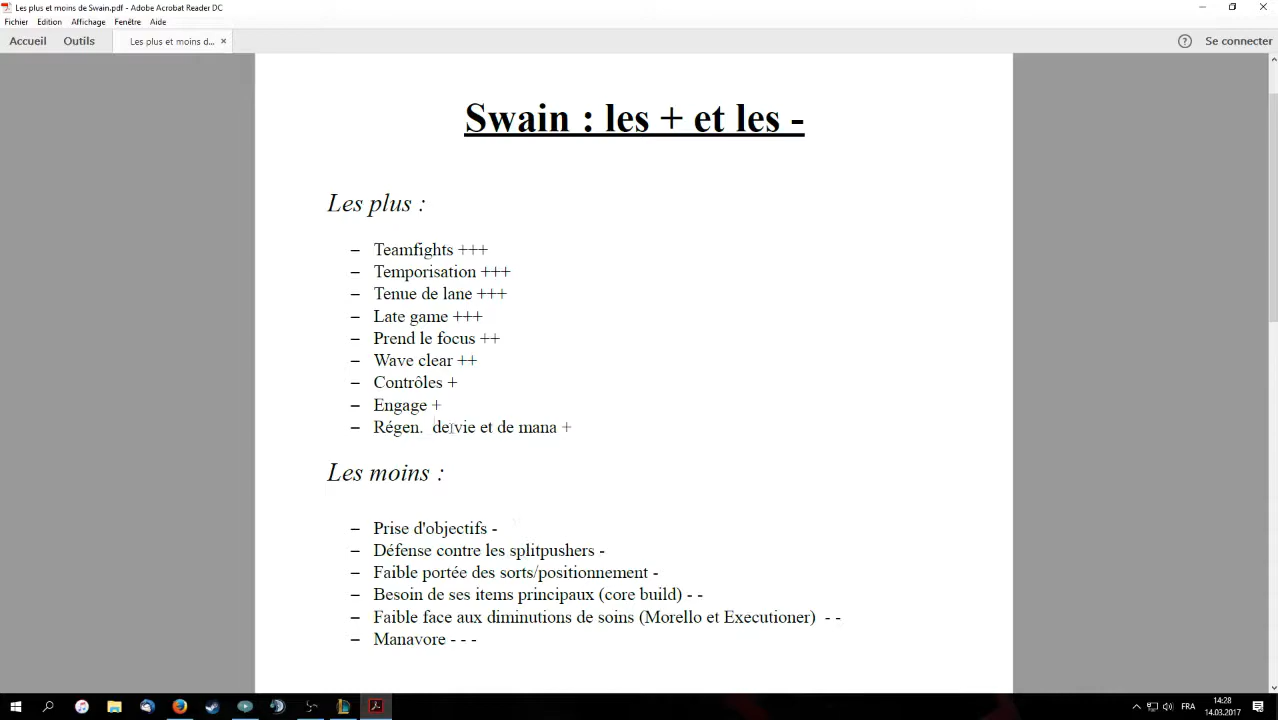 Les plus et moins de Swain.pdf - Adobe Acrobat Reader DC
Fichier Edition Affichage Fenêtre Aide
Accueil Outils Les plus et moins d... × ? Se connecter
Swain : les + et les -
Les plus :
– Teamfights +++
– Temporisation +++
– Tenue de lane +++
– Late game +++
– Prend le focus ++
– Wave clear ++
– Contrôles +
– Engage +
– Régen. de vie et de mana +
Les moins :
– Prise d'objectifs -
– Défense contre les splitpushers -
– Faible portée des sorts/positionnement -
– Besoin de ses items principaux (core build) - -
– Faible face aux diminutions de soins (Morello et Executioner) - -
– Manavore - - -
FRA 14:28
14.03.2017